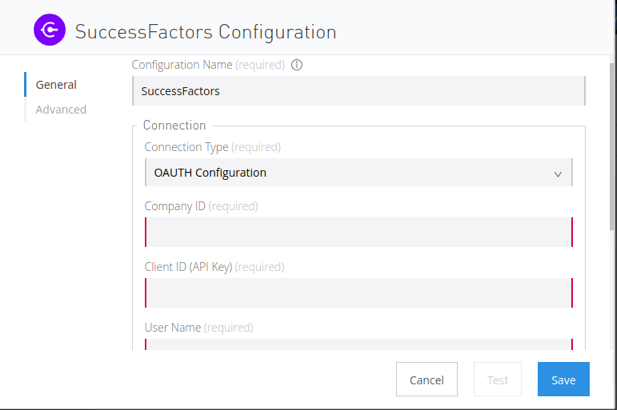 SuccessFactors Configuration
General
Advanced
Configuration Name (required)
SuccessFactors
Connection
Connection Type (required)
OAUTH Configuration
Company ID (required)
Client ID (API Key) (required)
User Name (required)
Cancel
Test
Save